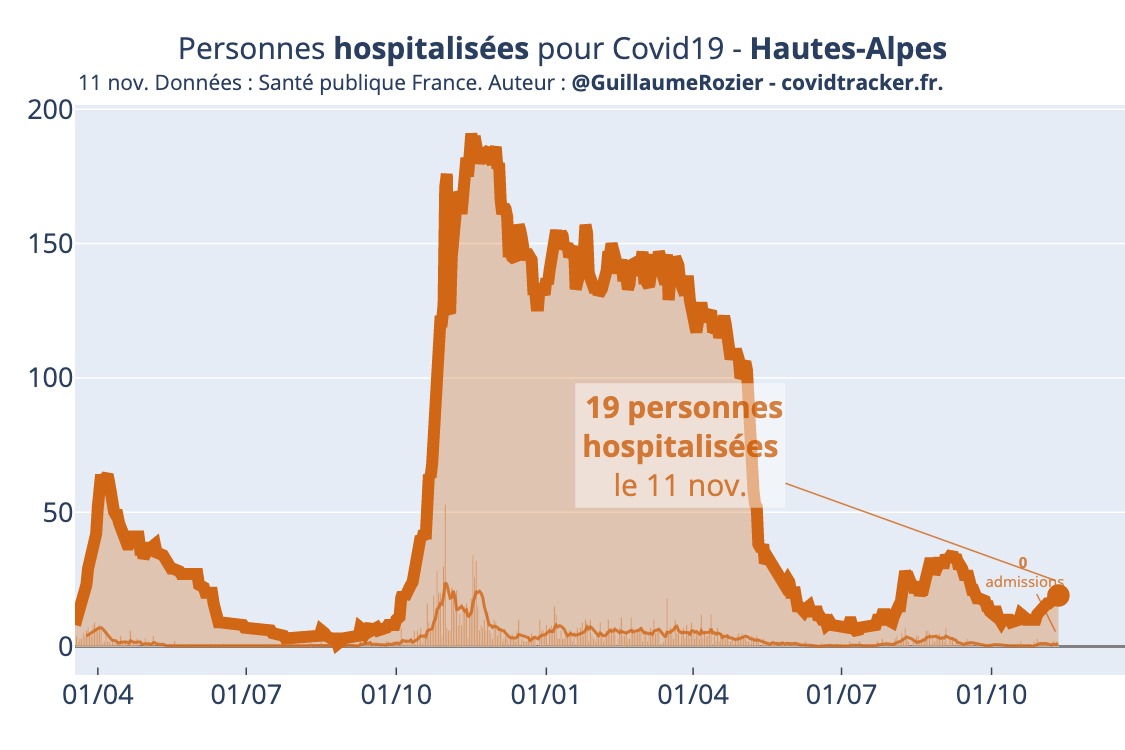 Personnes hospitalisées pour Covid19 - Hautes-Alpes
11 nov. Données : Santé publique France. Auteur : @GuillaumeRozier - covidtracker.fr.
200
150
100
50
0
19 personnes
hospitalisées
le 11 nov.
0
admissions
01/04
01/07
01/10
01/01
01/04
01/07
01/10